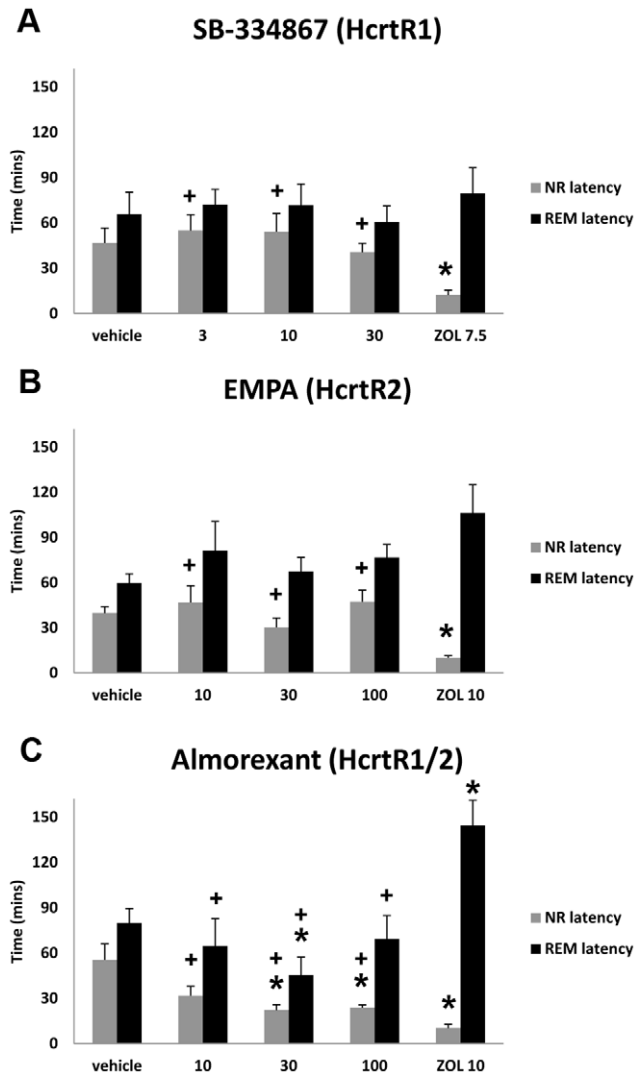 A
SB-334867 (HcrtR1)
150
120
90
60
30
0
Time (mins)
+
+
+
*
NR latency
REM latency
vehicle 3 10 30 ZOL 7.5
B
EMPA (HcrtR2)
150
120
90
60
30
0
Time (mins)
+
+
+
*
NR latency
REM latency
vehicle 10 30 100 ZOL 10
C
Almorexant (HcrtR1/2)
150
120
90
60
30
0
Time (mins)
+
+
+
*
+
*
+
*
+
*
*
NR latency
REM latency
vehicle 10 30 100 ZOL 10